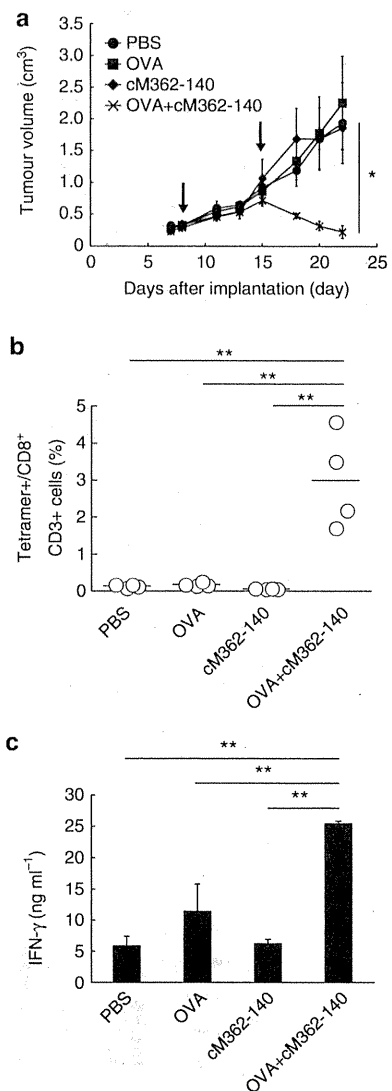 a
Tumour volume (cm³)
3.0
2.5
2.0
1.5
1.0
0.5
0
PBS
OVA
cM362-140
OVA+cM362-140
*
0 5 10 15 20 25
Days after implantation (day)
b
**
**
**
Tetramer+/CD8⁺
CD3+ cells (%)
5
4
3
2
1
0
PBS
OVA
cM362-140
OVA+cM362-140
c
**
**
**
IFN-γ (ng ml⁻¹)
30
25
20
15
10
5
0
PBS
OVA
cM362-140
OVA+cM362-140